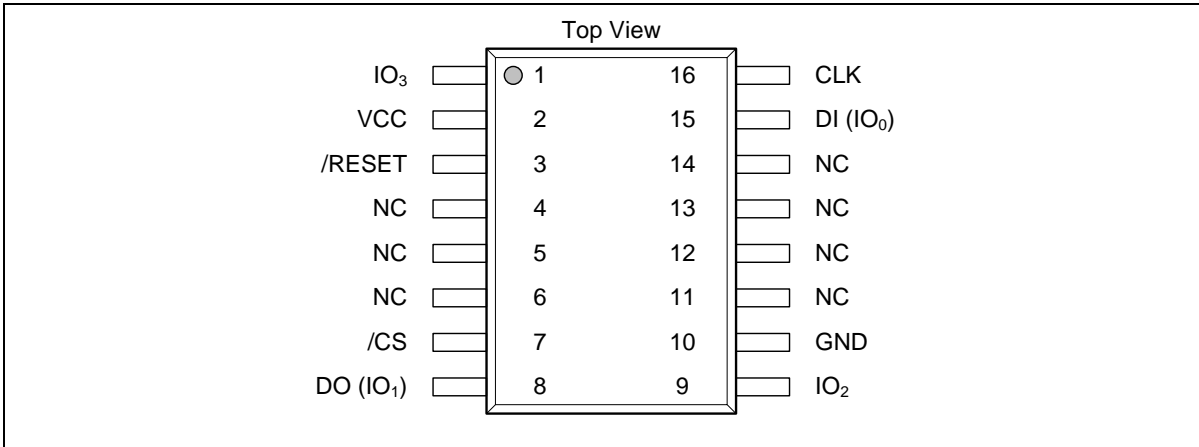 Top View
IO₃ 1 16 CLK
VCC 2 15 DI (IO₀)
/RESET 3 14 NC
NC 4 13 NC
NC 5 12 NC
NC 6 11 NC
/CS 7 10 GND
DO (IO₁) 8 9 IO₂